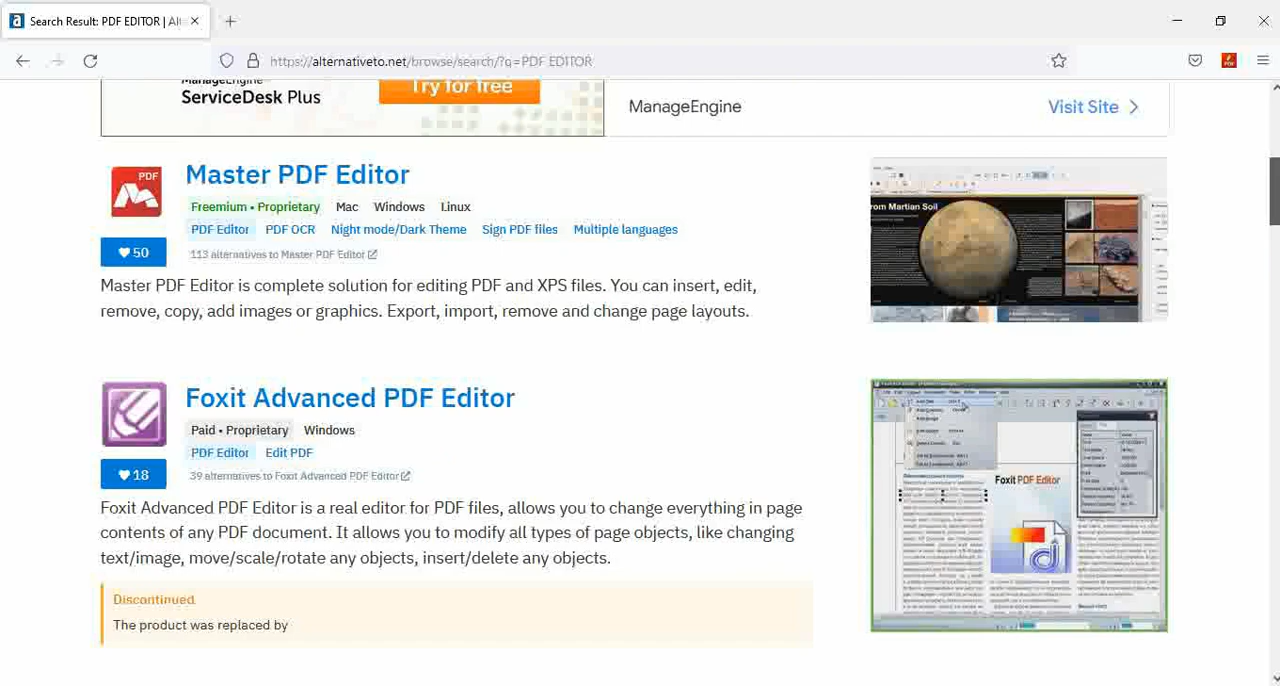 Search Result: PDF EDITOR | Alt
https://alternativeto.net/browse/search/?q=PDF EDITOR
ManageEngine
ServiceDesk Plus
Try for free
ManageEngine
Visit Site
Master PDF Editor
PDF
Freemium • Proprietary Mac Windows Linux
PDF Editor PDF OCR Night mode/Dark Theme Sign PDF files Multiple languages
50
113 alternatives to Master PDF Editor
Master PDF Editor is complete solution for editing PDF and XPS files. You can insert, edit,
remove, copy, add images or graphics. Export, import, remove and change page layouts.
rom Martian Soil
Foxit Advanced PDF Editor
Paid • Proprietary Windows
PDF Editor Edit PDF
18
39 alternatives to Foxit Advanced PDF Editor
Foxit Advanced PDF Editor is a real editor for PDF files, allows you to change everything in page
contents of any PDF document. It allows you to modify all types of page objects, like changing
text/image, move/scale/rotate any objects, insert/delete any objects.
Discontinued
The product was replaced by
Foxit PDF Editor